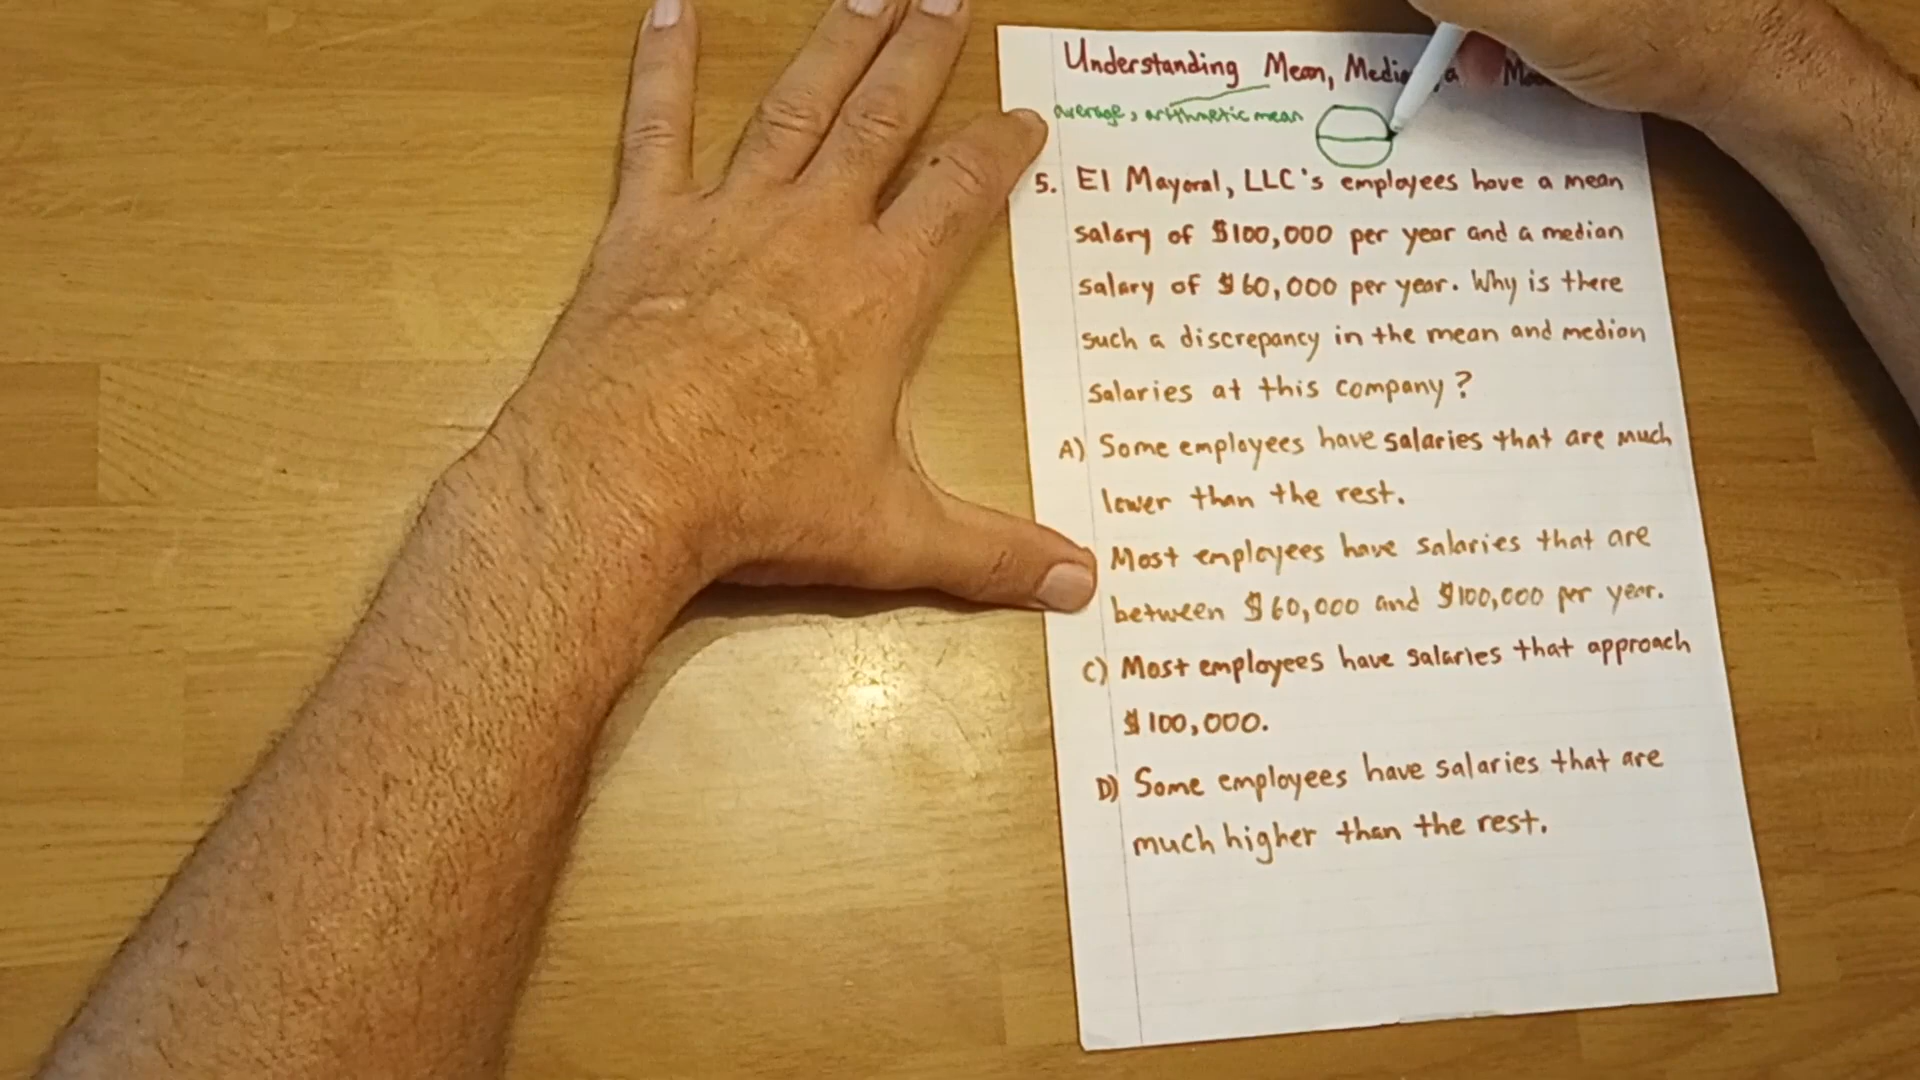 Understanding Mean,
average, arithmetic mean
5. El Mayoral, LLC's employees have a mean
salary of $100,000 per year and a median
salary of $60,000 per year. Why is there
such a discrepancy in the mean and median
salaries at this company?
A) Some employees have salaries that are much
lower than the rest.
Most employees have salaries that are
between $60,000 and $100,000 per year.
C) Most employees have salaries that approach
$100,000.
D) Some employees have salaries that are
much higher than the rest.